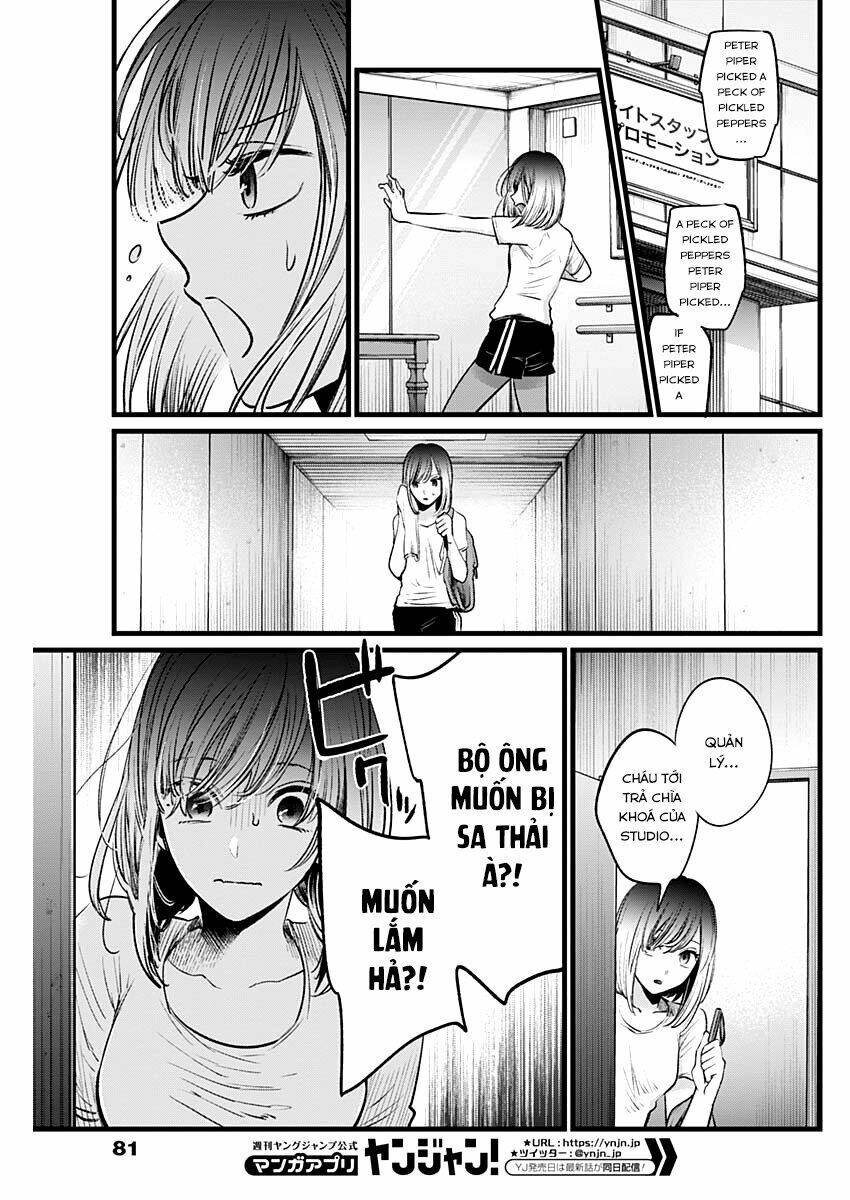 PETER
PIPER
PICKED A
PECK OF
PICKLED
PEPPERS
...
イトスタッフ
プロモーション
A PECK OF
PICKLED
PEPPERS
PETER
PIPER
PICKED...
IF
PETER
PIPER
PICKED A
QUẢN
LÝ...
CHÁU TỚI
TRẢ CHÌA
KHOÁ CỦA
STUDIO...
BỘ ÔNG
MUỐN BỊ
SA THẢI
À?!
MUỐN
LẮM
HẢ?!
ビクッ
81
週刊ヤングジャンプ公式
マンガアプリ
ヤンジャン!
★URL:https://ynjn.jp
★ツイッター:@ynjn_jp
YJ発売日は最新話が同日配信!